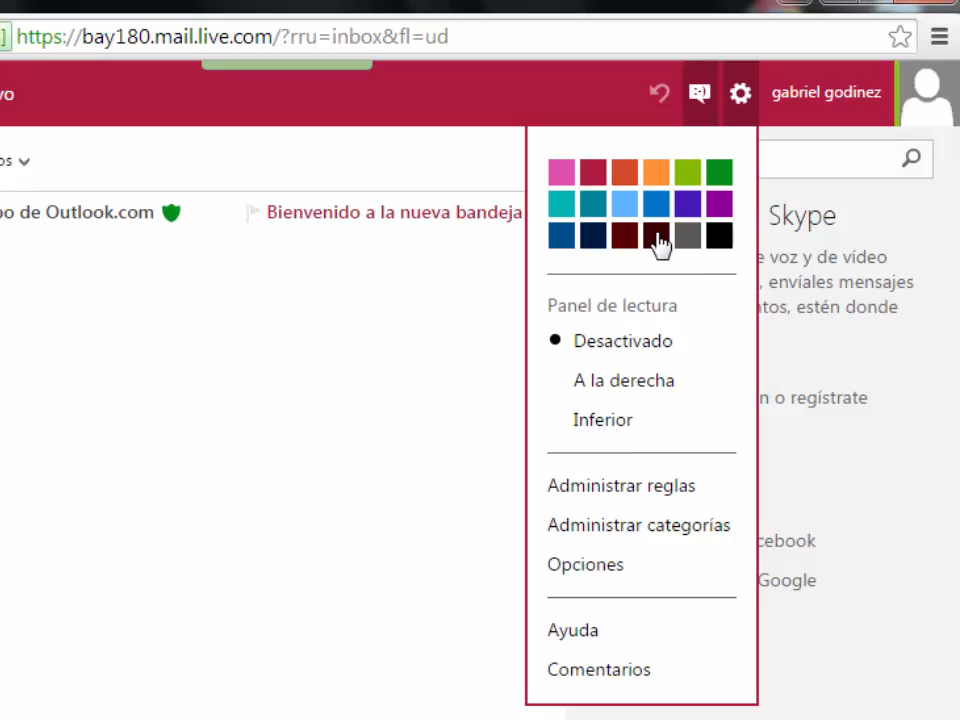 https://bay180.mail.live.com/?rru=inbox&fl=ud
vo
gabriel godinez
os
Skype
po de Outlook.com
Bienvenido a la nueva bandeja
e voz y de vídeo
, envíales mensajes
Panel de lectura
ntos, estén donde
Desactivado
A la derecha
n o regístrate
Inferior
Administrar reglas
Administrar categorías
cebook
Opciones
Google
Ayuda
Comentarios